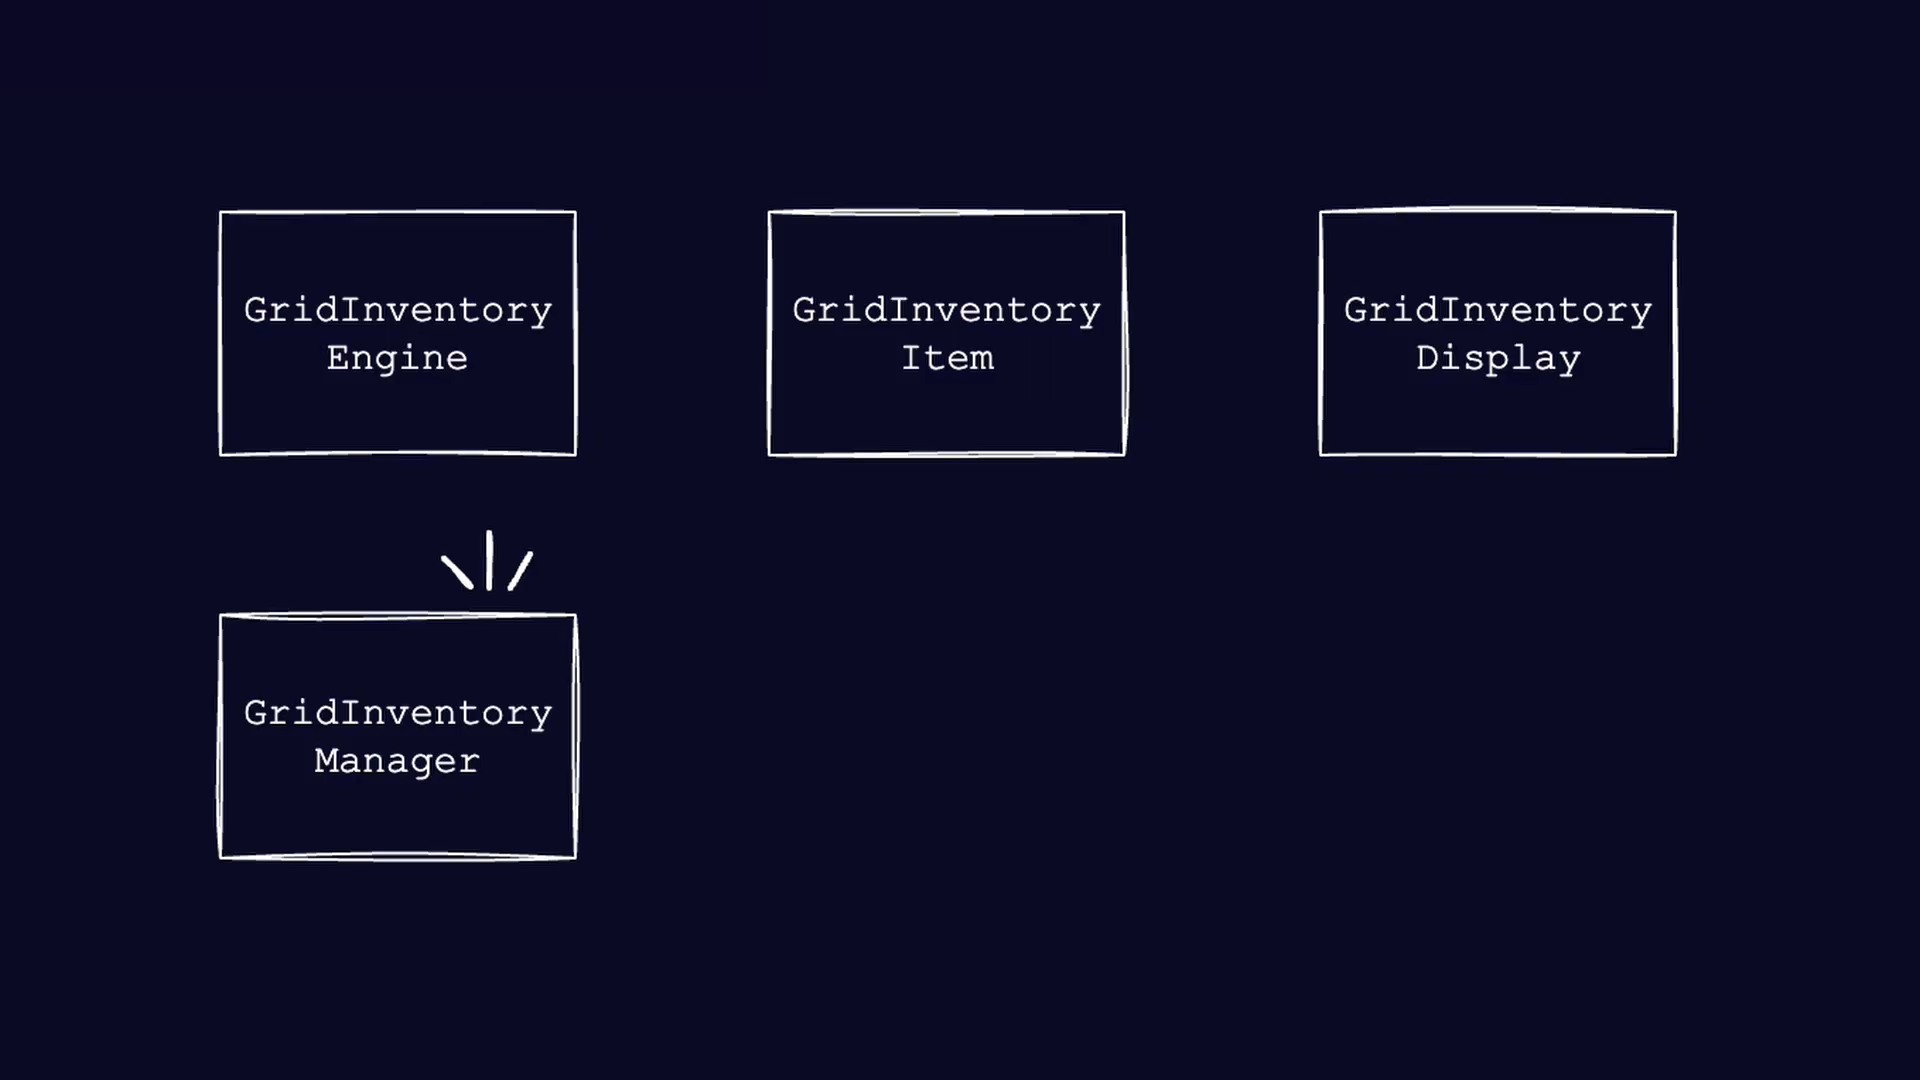 GridInventory
Engine
GridInventory
Item
GridInventory
Display
GridInventory
Manager